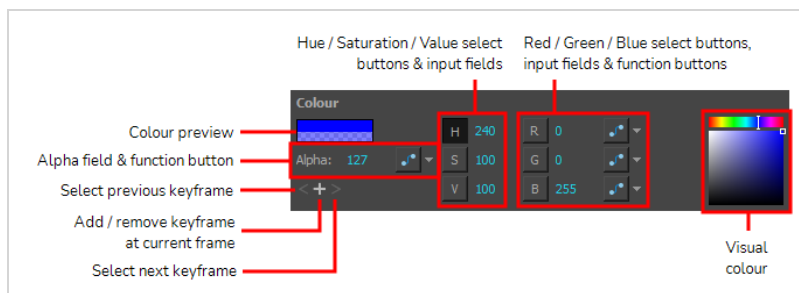 Hue / Saturation / Value select
buttons & input fields
Red / Green / Blue select buttons,
input fields & function buttons
Colour
Colour preview
H 240
R 0
Alpha field & function button
Alpha: 127
S 100
G 0
Select previous keyframe
< + >
V 100
B 255
Add / remove keyframe
at current frame
Select next keyframe
Visual
colour